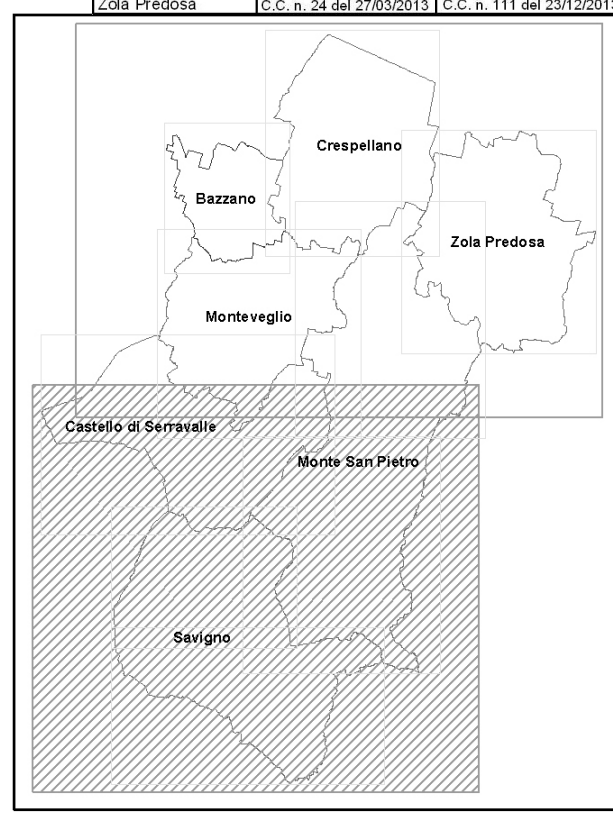 Zola Predosa C.C. n. 24 del 27/03/2013 C.C. n. 111 del 23/12/2013
Crespellano
Bazzano
Zola Predosa
Monteveglio
Castello di Serravalle
Monte San Pietro
Savigno